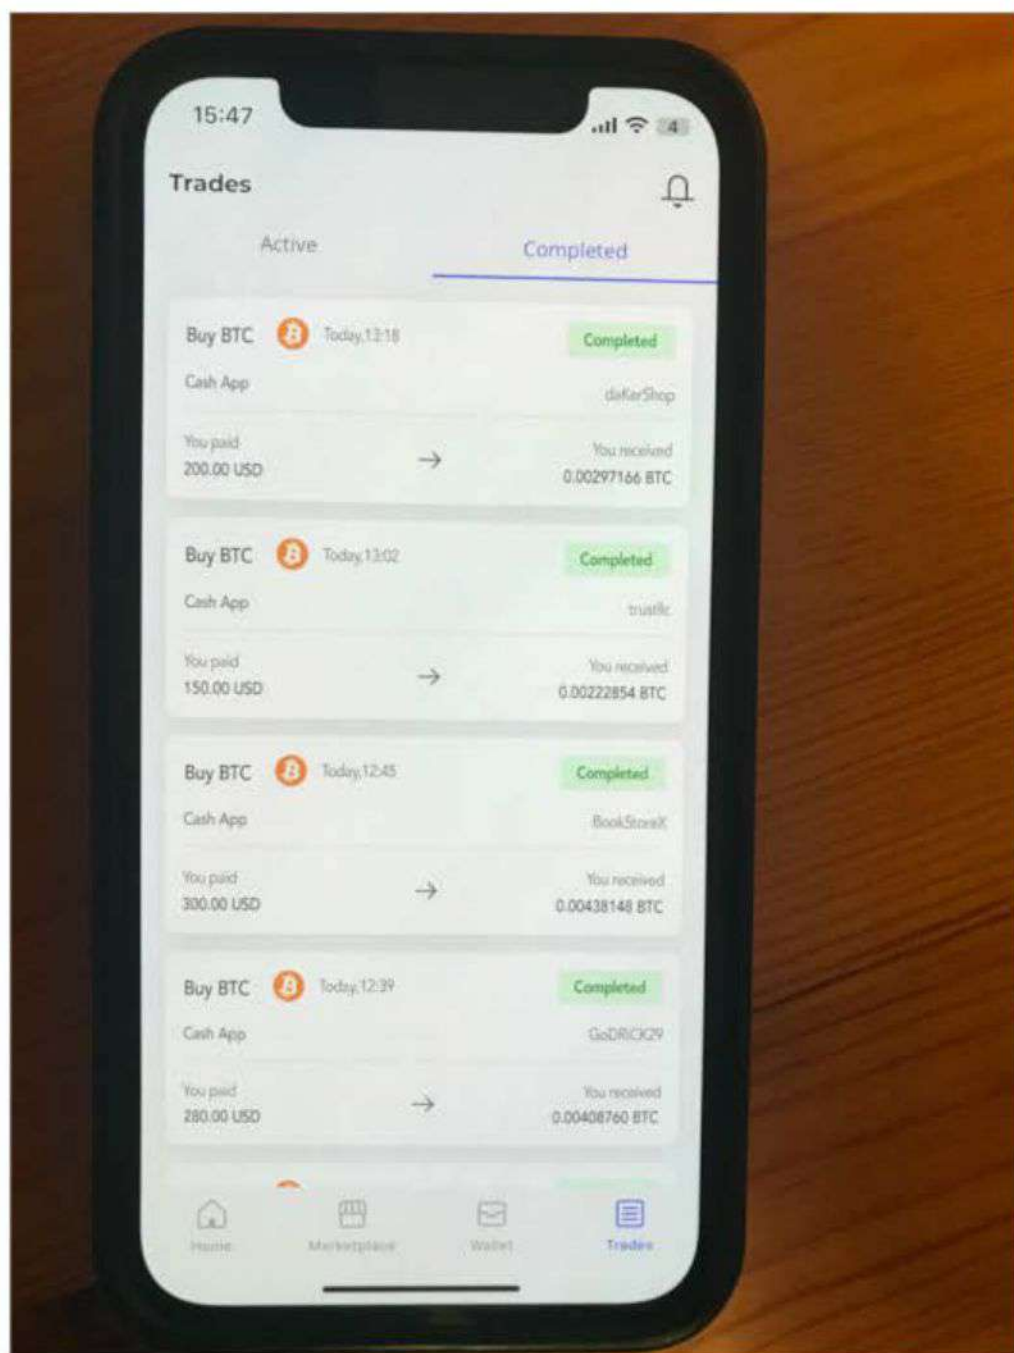 15:47
4
Trades
Active Completed
Buy BTC Today,13:18 Completed
Cash App daKerShop
You paid You received
200.00 USD → 0.00297166 BTC
Buy BTC Today,13:02 Completed
Cash App
You paid You received
150.00 USD → 0.00222854 BTC
Buy BTC Today,12:45 Completed
Cash App BookStoreX
You paid You received
300.00 USD → 0.00438148 BTC
Buy BTC Today,12:39 Completed
Cash App
You paid You received
280.00 USD → 0.00408760 BTC
Home Marketplace Wallet Trades